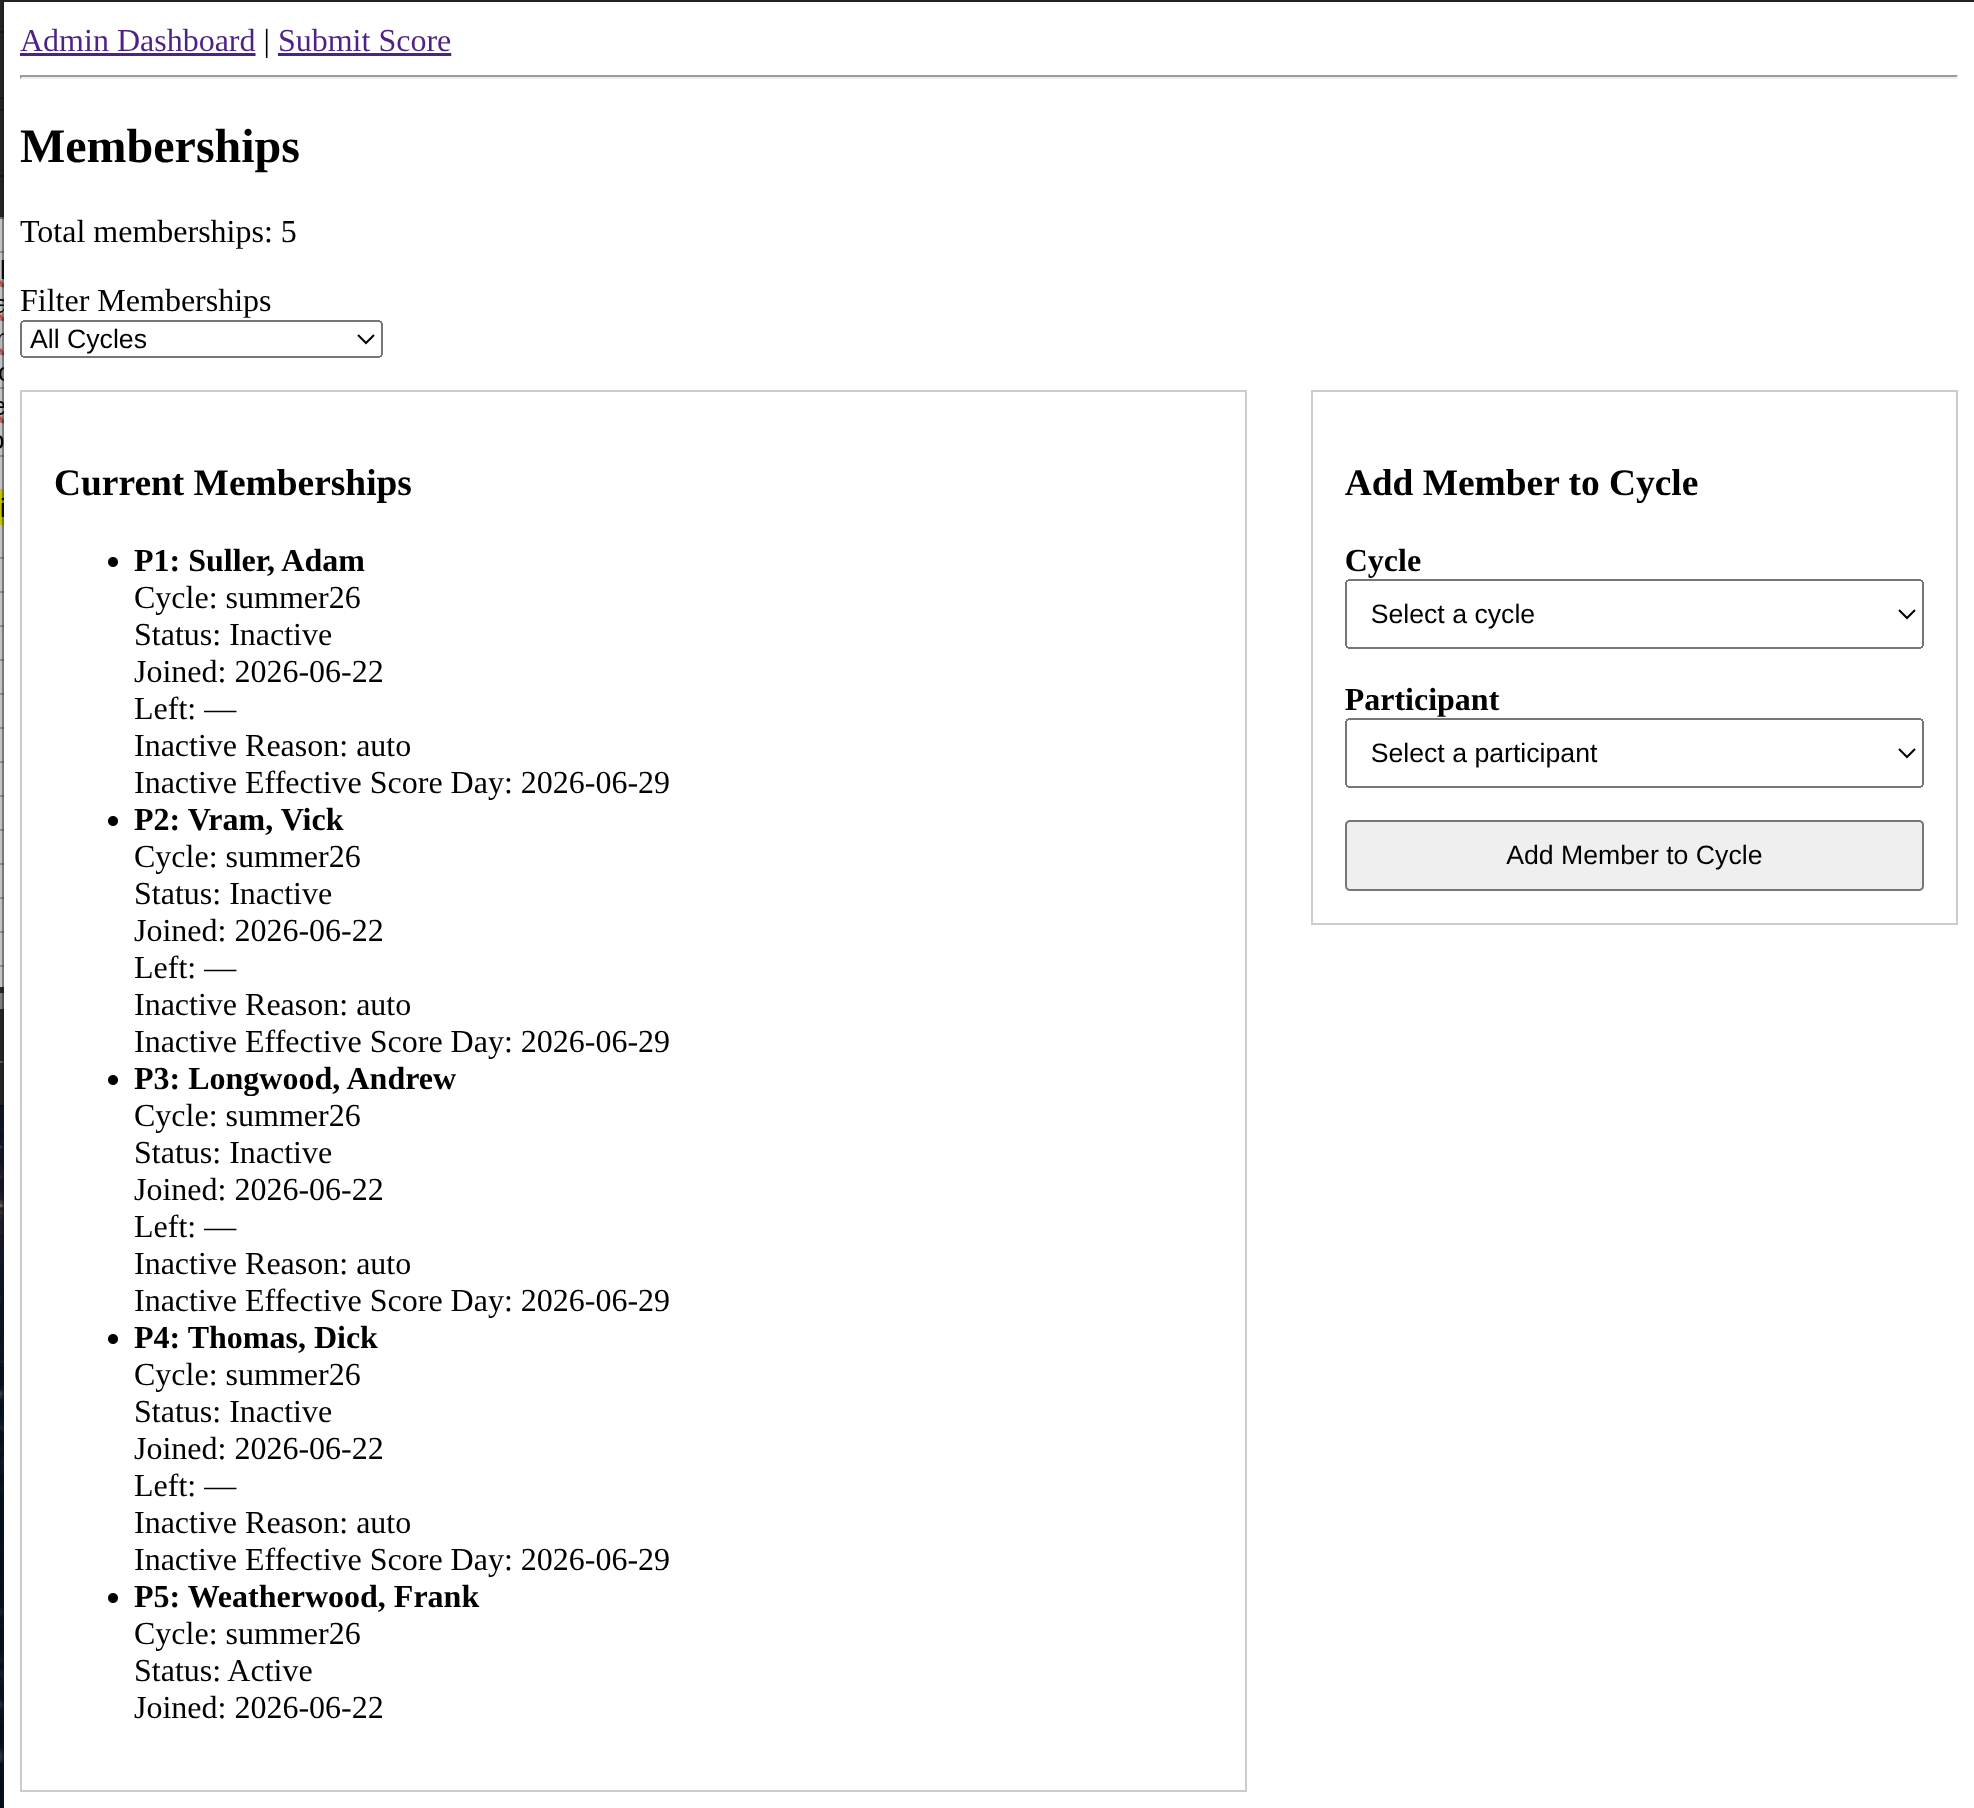 Admin Dashboard | Submit Score
Memberships
Total memberships: 5
Filter Memberships
All Cycles
Current Memberships
P1: Suller, Adam
Cycle: summer26
Status: Inactive
Joined: 2026-06-22
Left: —
Inactive Reason: auto
Inactive Effective Score Day: 2026-06-29
P2: Vram, Vick
Cycle: summer26
Status: Inactive
Joined: 2026-06-22
Left: —
Inactive Reason: auto
Inactive Effective Score Day: 2026-06-29
P3: Longwood, Andrew
Cycle: summer26
Status: Inactive
Joined: 2026-06-22
Left: —
Inactive Reason: auto
Inactive Effective Score Day: 2026-06-29
P4: Thomas, Dick
Cycle: summer26
Status: Inactive
Joined: 2026-06-22
Left: —
Inactive Reason: auto
Inactive Effective Score Day: 2026-06-29
P5: Weatherwood, Frank
Cycle: summer26
Status: Active
Joined: 2026-06-22
Add Member to Cycle
Cycle
Select a cycle
Participant
Select a participant
Add Member to Cycle